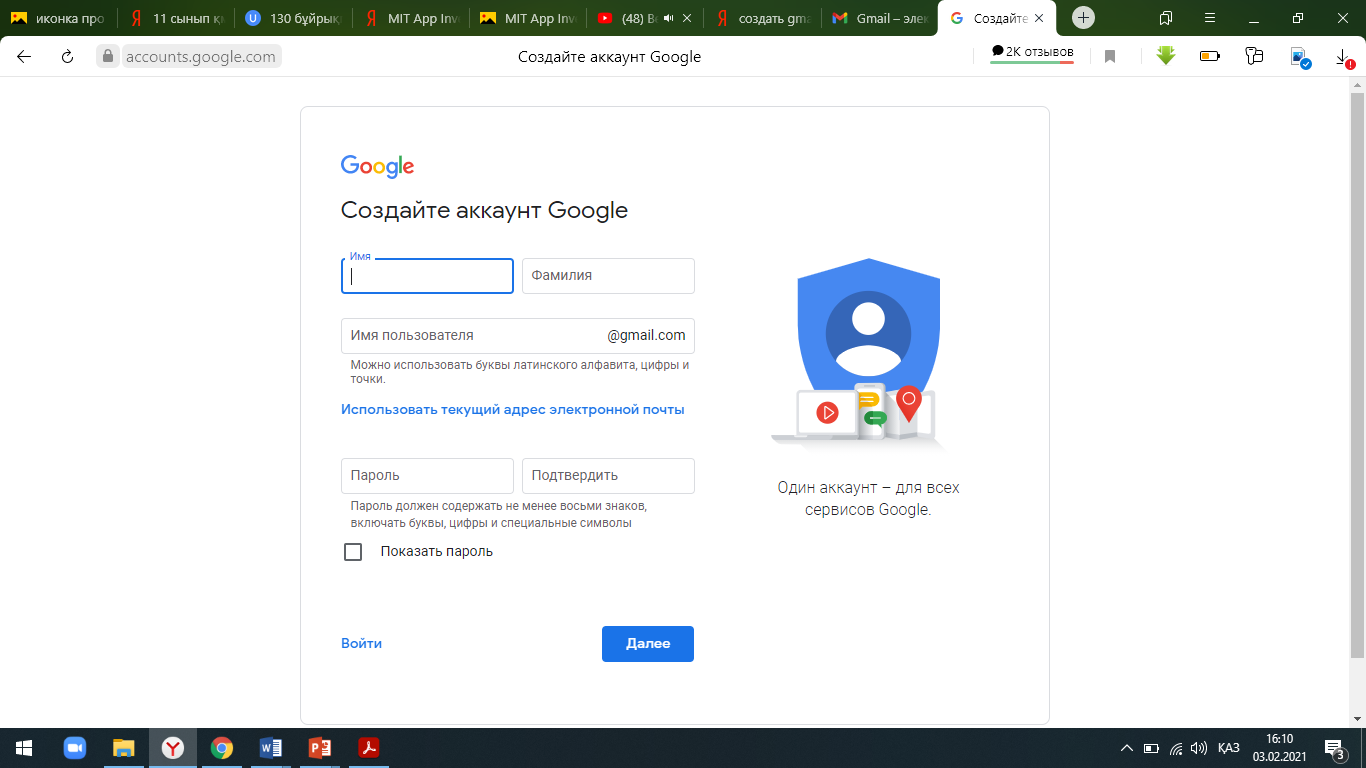 иконка про
11 сынып қ
130 бұйрық
MIT App Inv
MIT App Inv
(48) Ве
создать gma
Gmail – эле
Создайте
accounts.google.com
Создайте аккаунт Google
2K отзывов
Google
Создайте аккаунт Google
Имя
Фамилия
Имя пользователя
@gmail.com
Можно использовать буквы латинского алфавита, цифры и
точки.
Использовать текущий адрес электронной почты
Пароль
Подтвердить
Пароль должен содержать не менее восьми знаков,
включать буквы, цифры и специальные символы
Показать пароль
Один аккаунт – для всех
сервисов Google.
Войти
Далее
ҚАЗ
16:10
03.02.2021
3